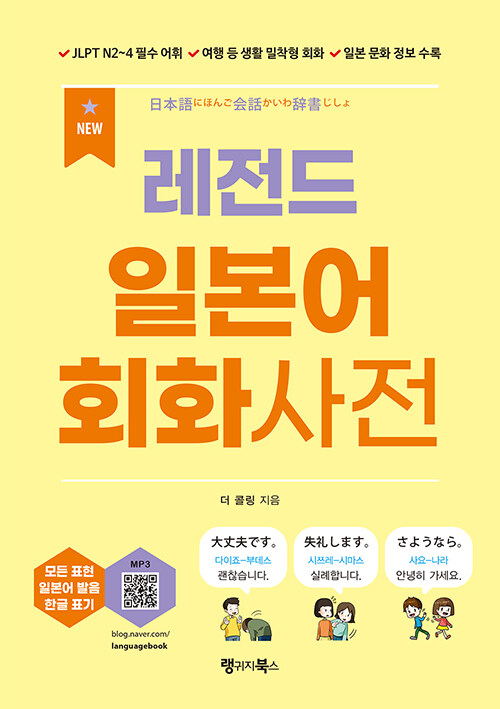 ✓ JLPT N2~4 필수 어휘 ✓ 여행 등 생활 밀착형 회화 ✓ 일본 문화 정보 수록
NEW
日本語にほんご会話かいわ辞書じしょ
레전드
일본어
회화사전
더 콜링 지음
모든 표현
일본어 발음
한글 표기
MP3
blog.naver.com/
languagebook
大丈夫です。
다이죠-부데스
괜찮습니다.
失礼します。
시쯔레-시마스
실례합니다.
さようなら。
사요-나라
안녕히 가세요.
랭귀지북스